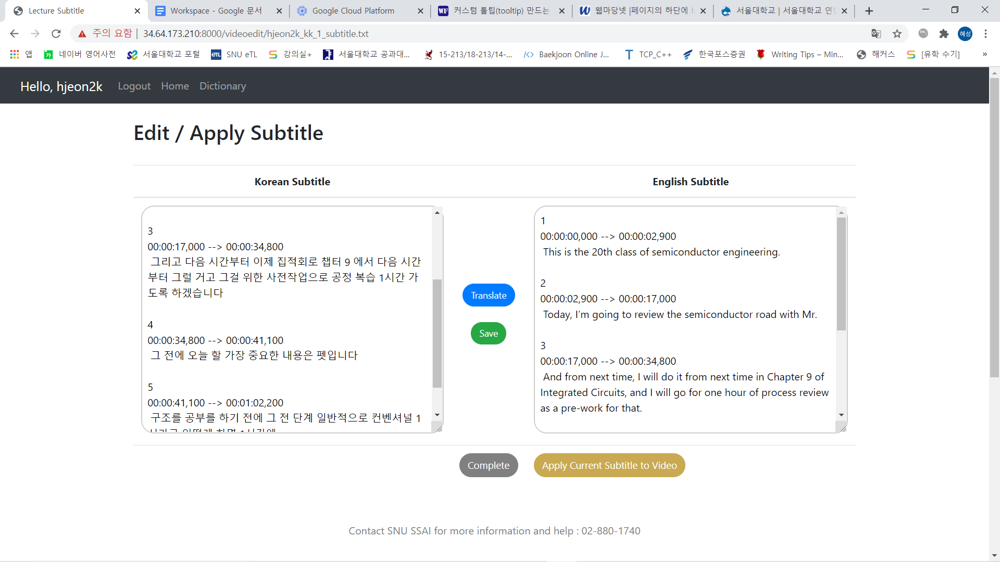 Lecture Subtitle
Workspace - Google 문서
Google Cloud Platform
커스텀 툴팁(tooltip) 만드는
웹마당넷 |페이지의 하단에 f
서울대학교 | 서울대학교 연합
주의 요함 | 34.64.173.210:8000/videoedit/hjeon2k_kk_1_subtitle.txt
혜성
앱
네이버 영어사전
서울대학교 포털
SNU eTL
강의실+
서울대학교 공과대...
15-213/18-213/14-...
Baekjoon Online J...
TCP_C++
한국포스증권
Writing Tips – Min...
해커스
[유학 수기]
»
Hello, hjeon2k
Logout
Home
Dictionary
Edit / Apply Subtitle
Korean Subtitle
English Subtitle
3
00:00:17,000 --> 00:00:34,800
그리고 다음 시간부터 이제 집적회로 챕터 9 에서 다음 시간
부터 그럴 거고 그걸 위한 사전작업으로 공정 복습 1시간 가
도록 하겠습니다
4
00:00:34,800 --> 00:00:41,100
그 전에 오늘 할 가장 중요한 내용은 펫입니다
5
00:00:41,100 --> 00:01:02,200
구조를 공부를 하기 전에 그 전 단계 일반적으로 컨벤셔널 1
Translate
Save
1
00:00:00,000 --> 00:00:02,900
This is the 20th class of semiconductor engineering.
2
00:00:02,900 --> 00:00:17,000
Today, I’m going to review the semiconductor road with Mr.
3
00:00:17,000 --> 00:00:34,800
And from next time, I will do it from next time in Chapter 9 of
Integrated Circuits, and I will go for one hour of process review
as a pre-work for that.
Complete
Apply Current Subtitle to Video
Contact SNU SSAI for more information and help : 02-880-1740